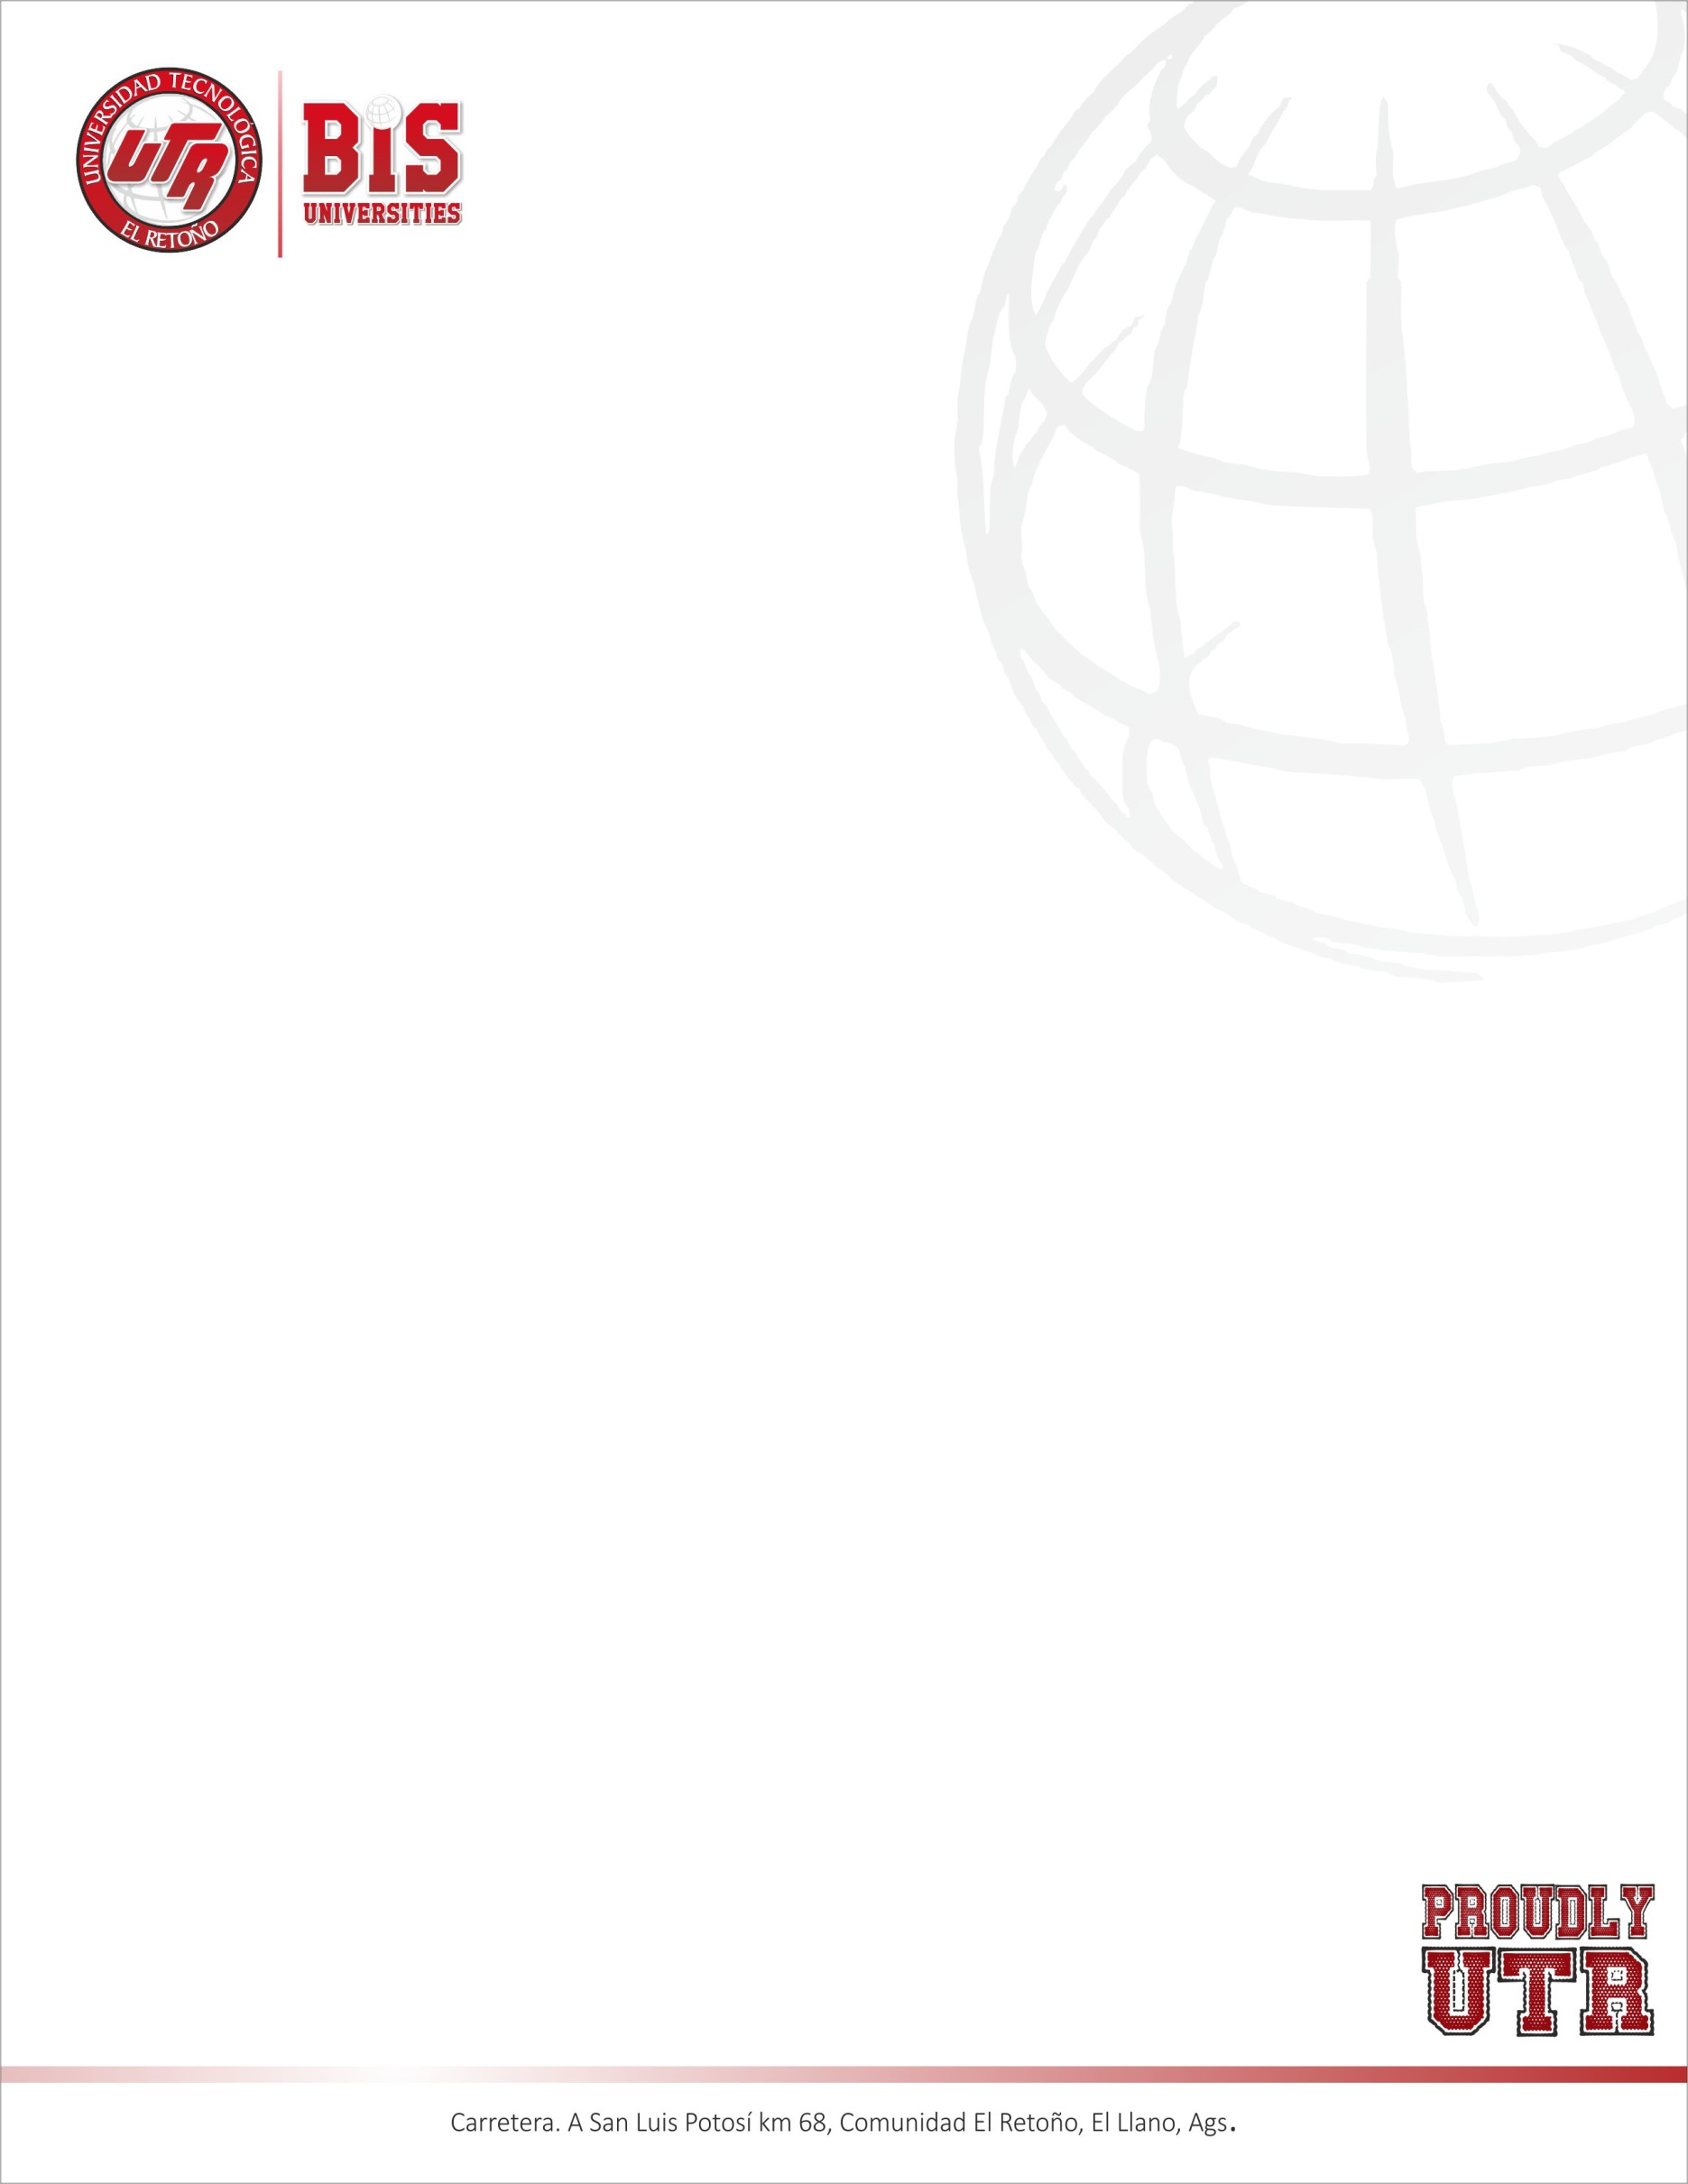 UNIVERSIDAD TECNOLÓGICA
UTR
EL RETOÑO
BIS
UNIVERSITIES
PROUDLY
UTR
Carretera. A San Luis Potosí km 68, Comunidad El Retoño, El Llano, Ags.